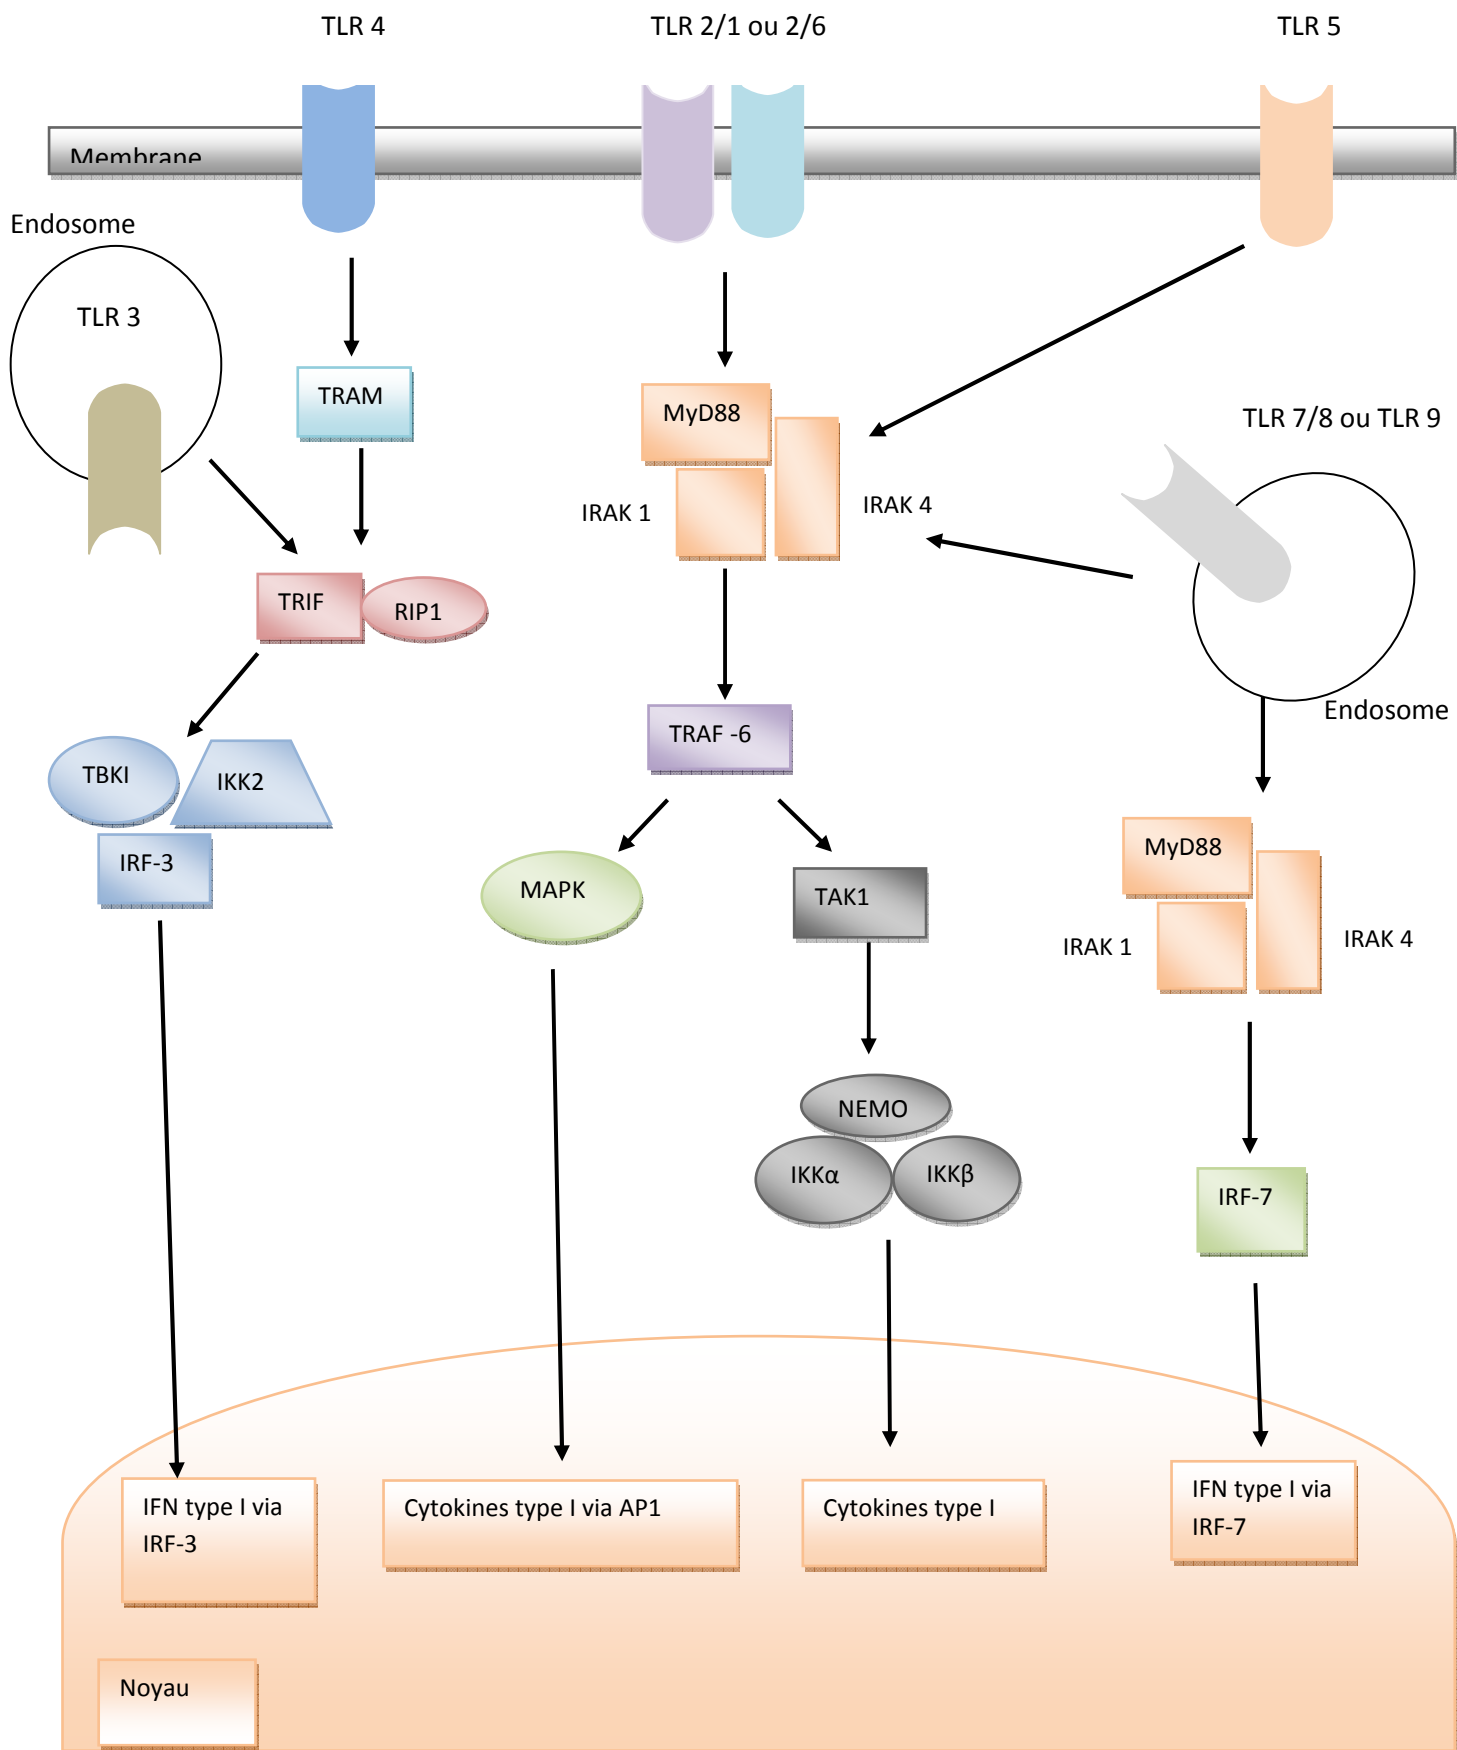 TLR 4
TLR 2/1 ou 2/6
TLR 5
Membrane
Endosome
TLR 3
TRAM
MyD88
IRAK 1
IRAK 4
TLR 7/8 ou TLR 9
TRIF
RIP1
Endosome
TRAF -6
TBKI
IKK2
IRF-3
MAPK
TAK1
MyD88
IRAK 1
IRAK 4
NEMO
IKKα
IKKβ
IRF-7
IFN type I via
IRF-3
Cytokines type I via AP1
Cytokines type I
IFN type I via
IRF-7
Noyau